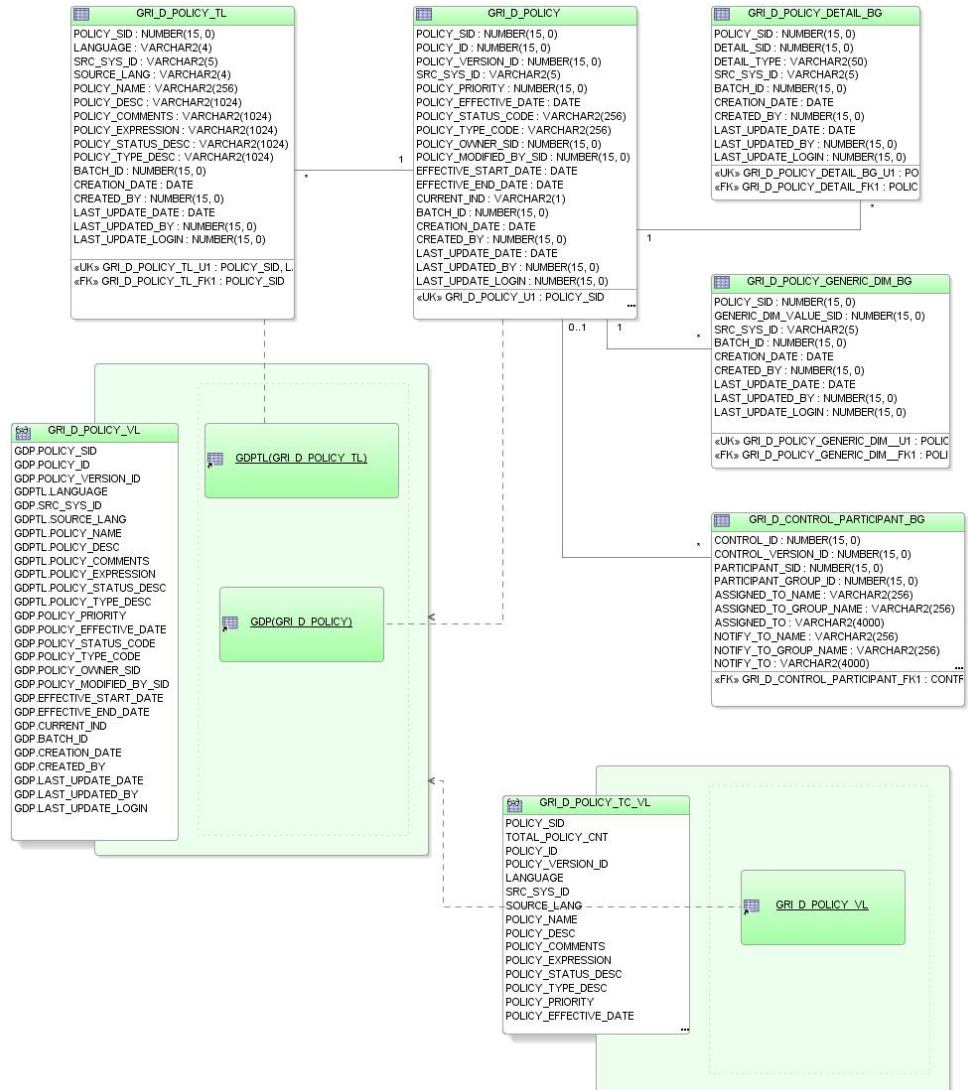 GRI_D_POLICY_TL
POLICY_SID : NUMBER(15, 0)
LANGUAGE : VARCHAR2(4)
SRC_SYS_ID : VARCHAR2(5)
SOURCE_LANG : VARCHAR2(4)
POLICY_NAME : VARCHAR2(256)
POLICY_DESC : VARCHAR2(1024)
POLICY_COMMENTS : VARCHAR2(1024)
POLICY_EXPRESSION : VARCHAR2(1024)
POLICY_STATUS_DESC : VARCHAR2(1024)
POLICY_TYPE_DESC : VARCHAR2(1024)
BATCH_ID : NUMBER(15, 0)
CREATION_DATE : DATE
CREATED_BY : NUMBER(15, 0)
LAST_UPDATE_DATE : DATE
LAST_UPDATED_BY : NUMBER(15, 0)
LAST_UPDATE_LOGIN : NUMBER(15, 0)
«UK» GRI_D_POLICY_TL_U1 : POLICY_SID, L.
«FK» GRI_D_POLICY_TL_FK1 : POLICY_SID
GRI_D_POLICY
POLICY_SID : NUMBER(15, 0)
POLICY_ID : NUMBER(15, 0)
POLICY_VERSION_ID : NUMBER(15, 0)
SRC_SYS_ID : VARCHAR2(5)
POLICY_PRIORITY : NUMBER(15, 0)
POLICY_EFFECTIVE_DATE : DATE
POLICY_STATUS_CODE : VARCHAR2(256)
POLICY_TYPE_CODE : VARCHAR2(256)
POLICY_OWNER_SID : NUMBER(15, 0)
POLICY_MODIFIED_BY_SID : NUMBER(15, 0)
EFFECTIVE_START_DATE : DATE
EFFECTIVE_END_DATE : DATE
CURRENT_IND : VARCHAR2(1)
BATCH_ID : NUMBER(15, 0)
CREATION_DATE : DATE
CREATED_BY : NUMBER(15, 0)
LAST_UPDATE_DATE : DATE
LAST_UPDATED_BY : NUMBER(15, 0)
LAST_UPDATE_LOGIN : NUMBER(15, 0)
«UK» GRI_D_POLICY_U1 : POLICY_SID
...
GRI_D_POLICY_DETAIL_BG
POLICY_SID : NUMBER(15, 0)
DETAIL_SID : NUMBER(15, 0)
DETAIL_TYPE : VARCHAR2(50)
SRC_SYS_ID : VARCHAR2(5)
BATCH_ID : NUMBER(15, 0)
CREATION_DATE : DATE
CREATED_BY : NUMBER(15, 0)
LAST_UPDATE_DATE : DATE
LAST_UPDATED_BY : NUMBER(15, 0)
LAST_UPDATE_LOGIN : NUMBER(15, 0)
«UK» GRI_D_POLICY_DETAIL_BG_U1 : PO
«FK» GRI_D_POLICY_DETAIL_FK1 : POLIC
1
*
*
1
0..1
1
*
*
GRI_D_POLICY_GENERIC_DIM_BG
POLICY_SID : NUMBER(15, 0)
GENERIC_DIM_VALUE_SID : NUMBER(15, 0)
SRC_SYS_ID : VARCHAR2(5)
BATCH_ID : NUMBER(15, 0)
CREATION_DATE : DATE
CREATED_BY : NUMBER(15, 0)
LAST_UPDATE_DATE : DATE
LAST_UPDATED_BY : NUMBER(15, 0)
LAST_UPDATE_LOGIN : NUMBER(15, 0)
«UK» GRI_D_POLICY_GENERIC_DIM__U1 : POLIC
«FK» GRI_D_POLICY_GENERIC_DIM__FK1 : POLI
GRI_D_POLICY_VL
GDP.POLICY_SID
GDP.POLICY_ID
GDP.POLICY_VERSION_ID
GDPTL.LANGUAGE
GDP.SRC_SYS_ID
GDPTL.SOURCE_LANG
GDPTL.POLICY_NAME
GDPTL.POLICY_DESC
GDPTL.POLICY_COMMENTS
GDPTL.POLICY_EXPRESSION
GDPTL.POLICY_STATUS_DESC
GDPTL.POLICY_TYPE_DESC
GDP.POLICY_PRIORITY
GDP.POLICY_EFFECTIVE_DATE
GDP.POLICY_STATUS_CODE
GDP.POLICY_TYPE_CODE
GDP.POLICY_OWNER_SID
GDP.POLICY_MODIFIED_BY_SID
GDP.EFFECTIVE_START_DATE
GDP.EFFECTIVE_END_DATE
GDP.CURRENT_IND
GDP.BATCH_ID
GDP.CREATION_DATE
GDP.CREATED_BY
GDP.LAST_UPDATE_DATE
GDP.LAST_UPDATED_BY
GDP.LAST_UPDATE_LOGIN
GDPTL(GRI_D_POLICY_TL)
GDP(GRI_D_POLICY)
GRI_D_CONTROL_PARTICIPANT_BG
CONTROL_ID : NUMBER(15, 0)
CONTROL_VERSION_ID : NUMBER(15, 0)
PARTICIPANT_SID : NUMBER(15, 0)
PARTICIPANT_GROUP_ID : NUMBER(15, 0)
ASSIGNED_TO_NAME : VARCHAR2(256)
ASSIGNED_TO_GROUP_NAME : VARCHAR2(256)
ASSIGNED_TO : VARCHAR2(4000)
NOTIFY_TO_NAME : VARCHAR2(256)
NOTIFY_TO_GROUP_NAME : VARCHAR2(256)
NOTIFY_TO : VARCHAR2(4000)
...
«FK» GRI_D_CONTROL_PARTICIPANT_FK1 : CONTR
GRI_D_POLICY_TC_VL
POLICY_SID
TOTAL_POLICY_CNT
POLICY_ID
POLICY_VERSION_ID
LANGUAGE
SRC_SYS_ID
SOURCE_LANG
POLICY_NAME
POLICY_DESC
POLICY_COMMENTS
POLICY_EXPRESSION
POLICY_STATUS_DESC
POLICY_TYPE_DESC
POLICY_PRIORITY
POLICY_EFFECTIVE_DATE
...
GRI_D_POLICY_VL